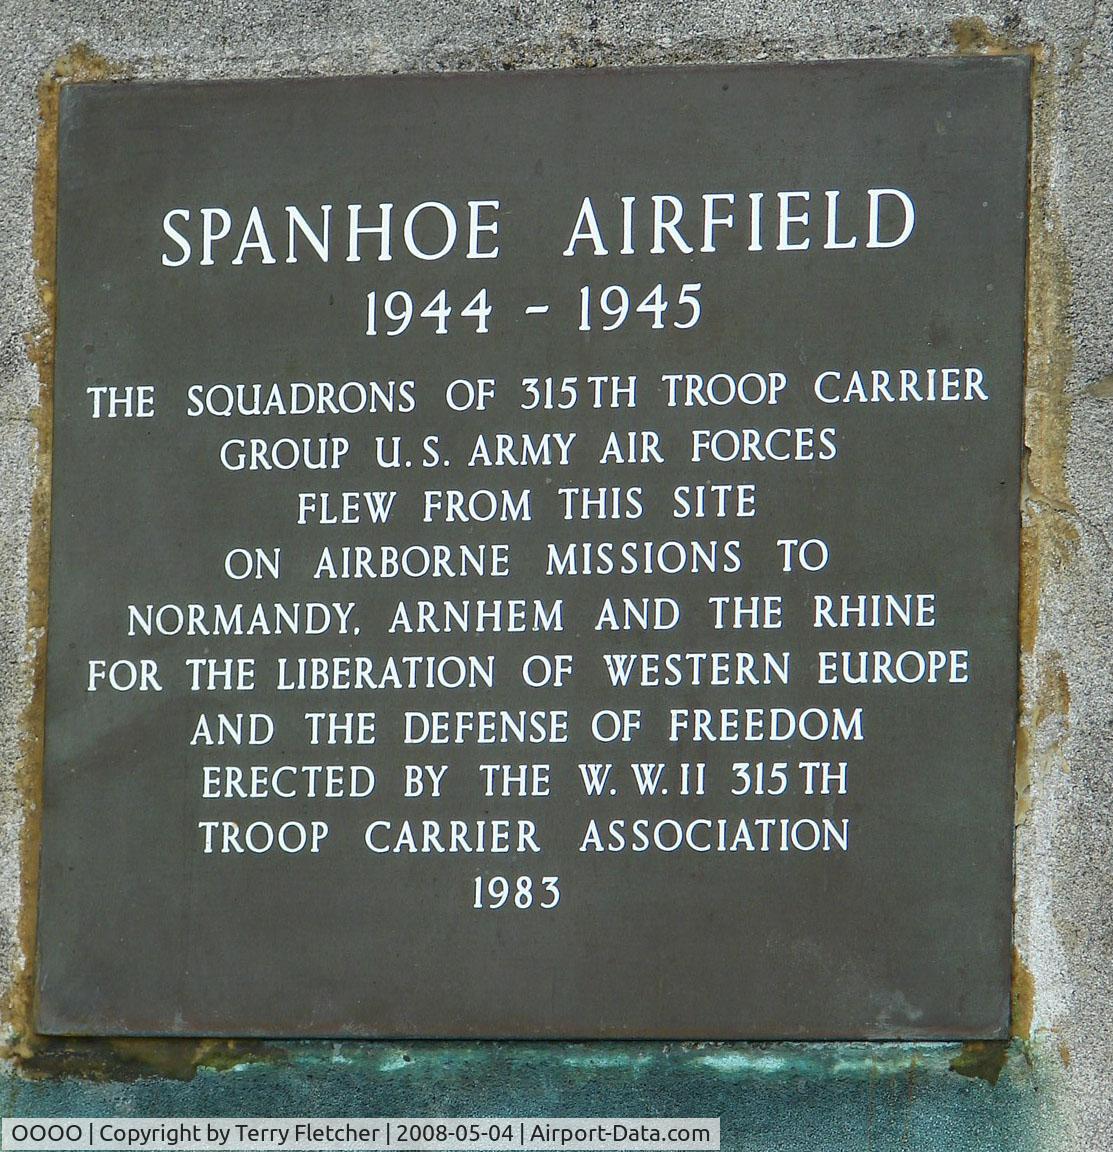 SPANHOE AIRFIELD
1944 - 1945
THE SQUADRONS OF 315TH TROOP CARRIER
GROUP U.S. ARMY AIR FORCES
FLEW FROM THIS SITE
ON AIRBORNE MISSIONS TO
NORMANDY, ARNHEM AND THE RHINE
FOR THE LIBERATION OF WESTERN EUROPE
AND THE DEFENSE OF FREEDOM
ERECTED BY THE W.W.II 315TH
TROOP CARRIER ASSOCIATION
1983
OOOO | Copyright by Terry Fletcher | 2008-05-04 | Airport-Data.com